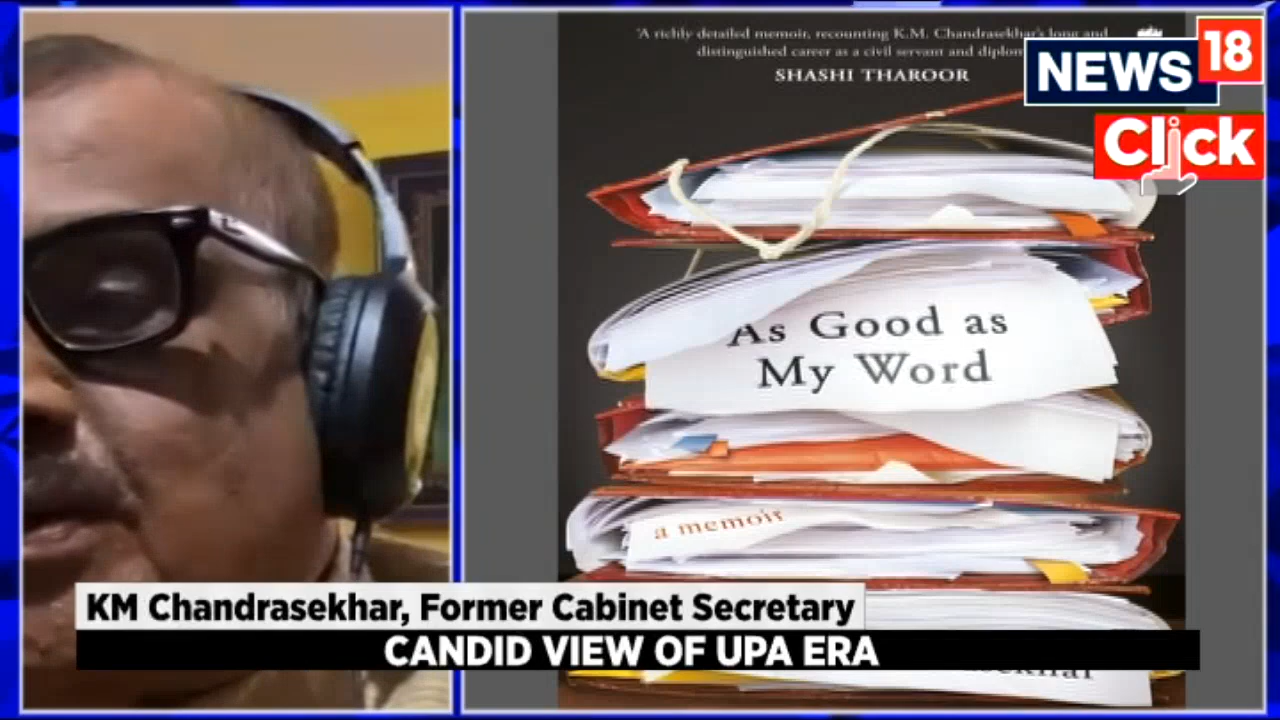 'A richly detailed memoir, recounting K.M. Chandrasekhar's long and
distinguished career as a civil servant and diplom
SHASHI THAROOR
NEWS 18
Click
As Good as
My Word
a memoir
KM Chandrasekhar, Former Cabinet Secretary
CANDID VIEW OF UPA ERA